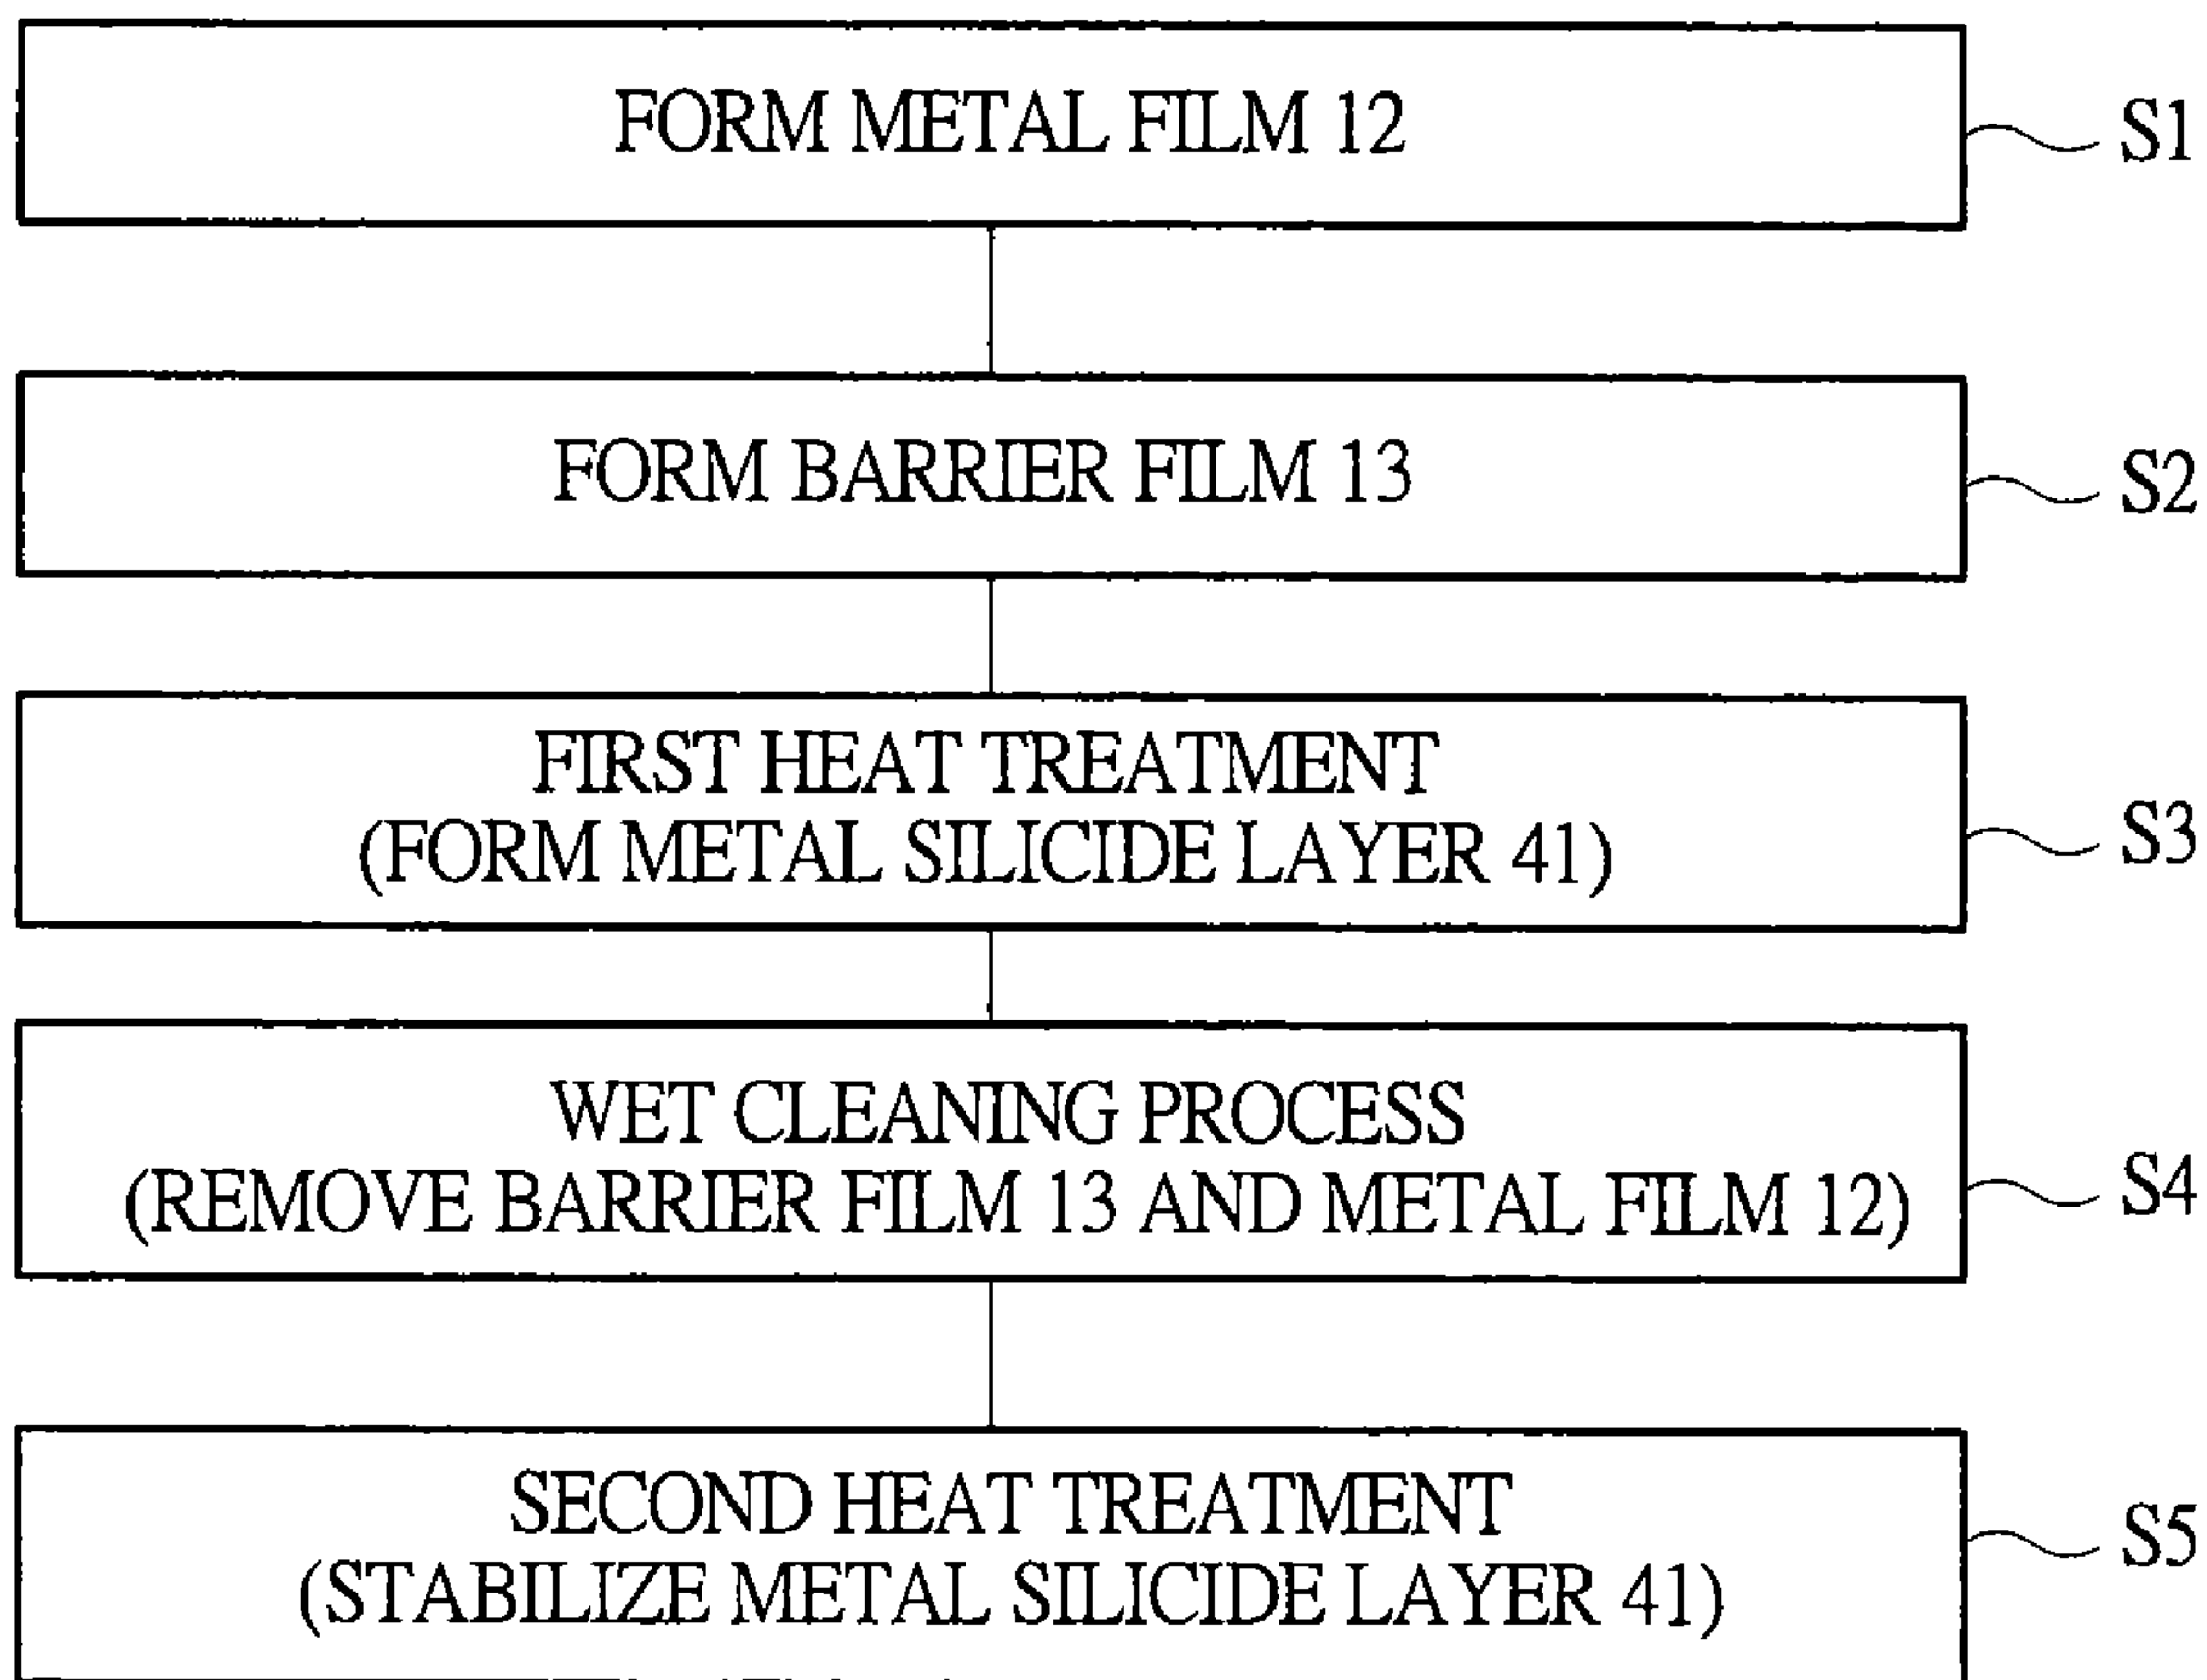 FORM METAL FILM 12
S1
FORM BARRIER FILM 13
S2
FIRST HEAT TREATMENT
(FORM METAL SILICIDE LAYER 41)
S3
WET CLEANING PROCESS
(REMOVE BARRIER FILM 13 AND METAL FILM 12)
S4
SECOND HEAT TREATMENT
(STABILIZE METAL SILICIDE LAYER 41)
S5